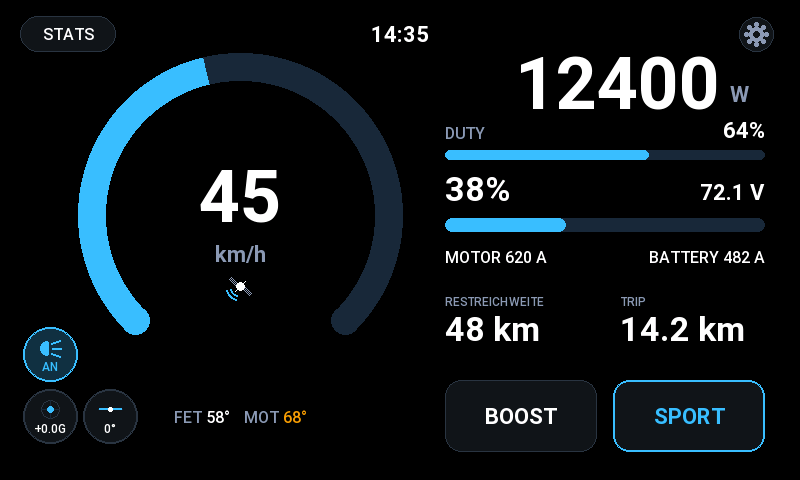 STATS
14:35
12400 W
DUTY 64%
45
km/h
38% 72.1 V
MOTOR 620 A BATTERY 482 A
RESTREICHWEITE TRIP
48 km 14.2 km
AN
+0.0G 0°
FET 58° MOT 68°
BOOST SPORT